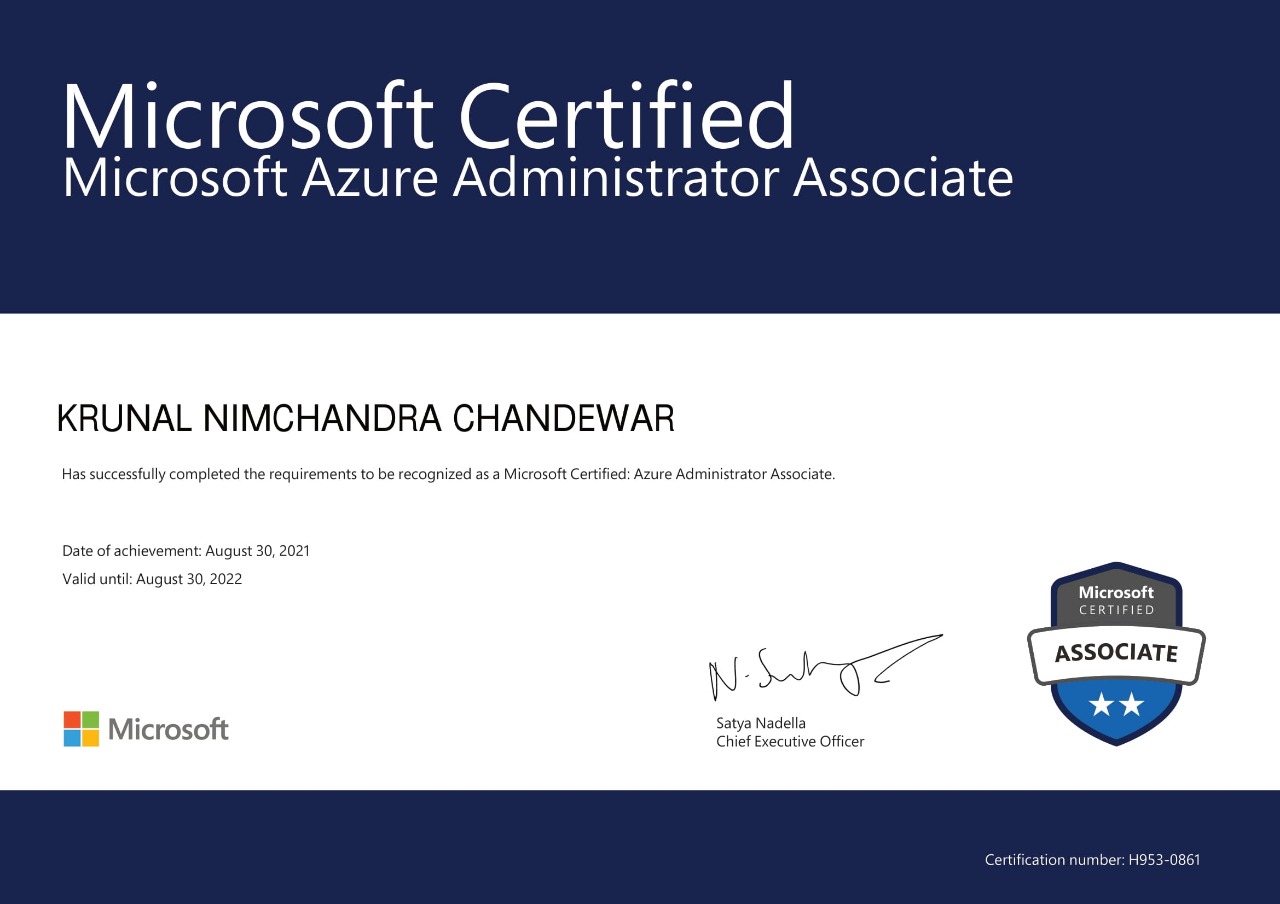 Microsoft Certified
Microsoft Azure Administrator Associate
KRUNAL NIMCHANDRA CHANDEWAR
Has successfully completed the requirements to be recognized as a Microsoft Certified: Azure Administrator Associate.
Date of achievement: August 30, 2021
Valid until: August 30, 2022
Microsoft
CERTIFIED
ASSOCIATE
Microsoft
Satya Nadella
Chief Executive Officer
Certification number: H953-0861